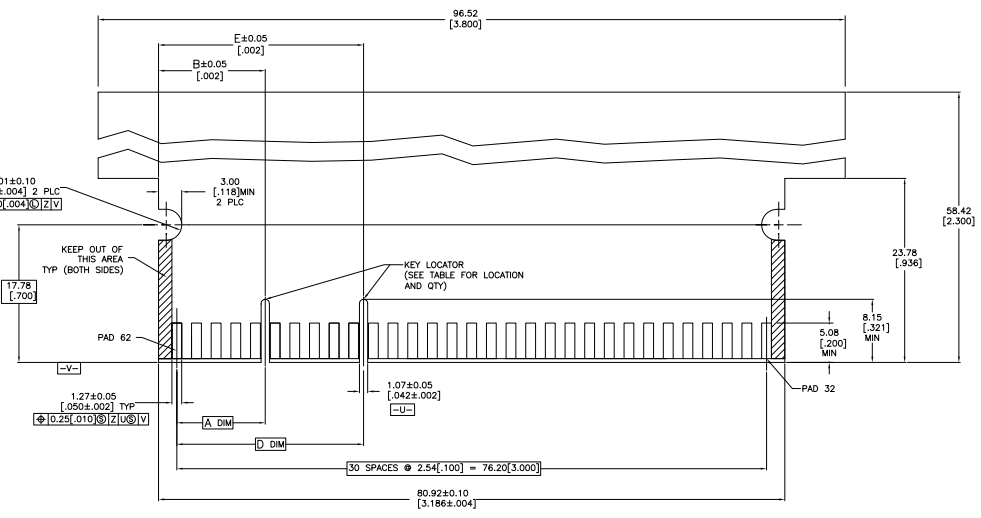 96.52
[3.800]
E±0.05
[.002]
B±0.05
[.002]
01±0.10
±.004] 2 PLC
0[.004]Ⓛ Z V
3.00
[.118]MIN
2 PLC
58.42
[2.300]
23.78
[.936]
KEEP OUT OF
THIS AREA
TYP (BOTH SIDES)
KEY LOCATOR
(SEE TABLE FOR LOCATION
AND QTY)
17.78
[.700]
8.15
[.321]
MIN
5.08
[.200]
MIN
PAD 62
PAD 32
-V-
1.27±0.05
[.050±.002] TYP
⌖ 0.25[.010]Ⓢ Z UⓈ V
1.07±0.05
[.042±.002]
-U-
A DIM
D DIM
30 SPACES @ 2.54[.100] = 76.20[3.000]
80.92±0.10
[3.186±.004]